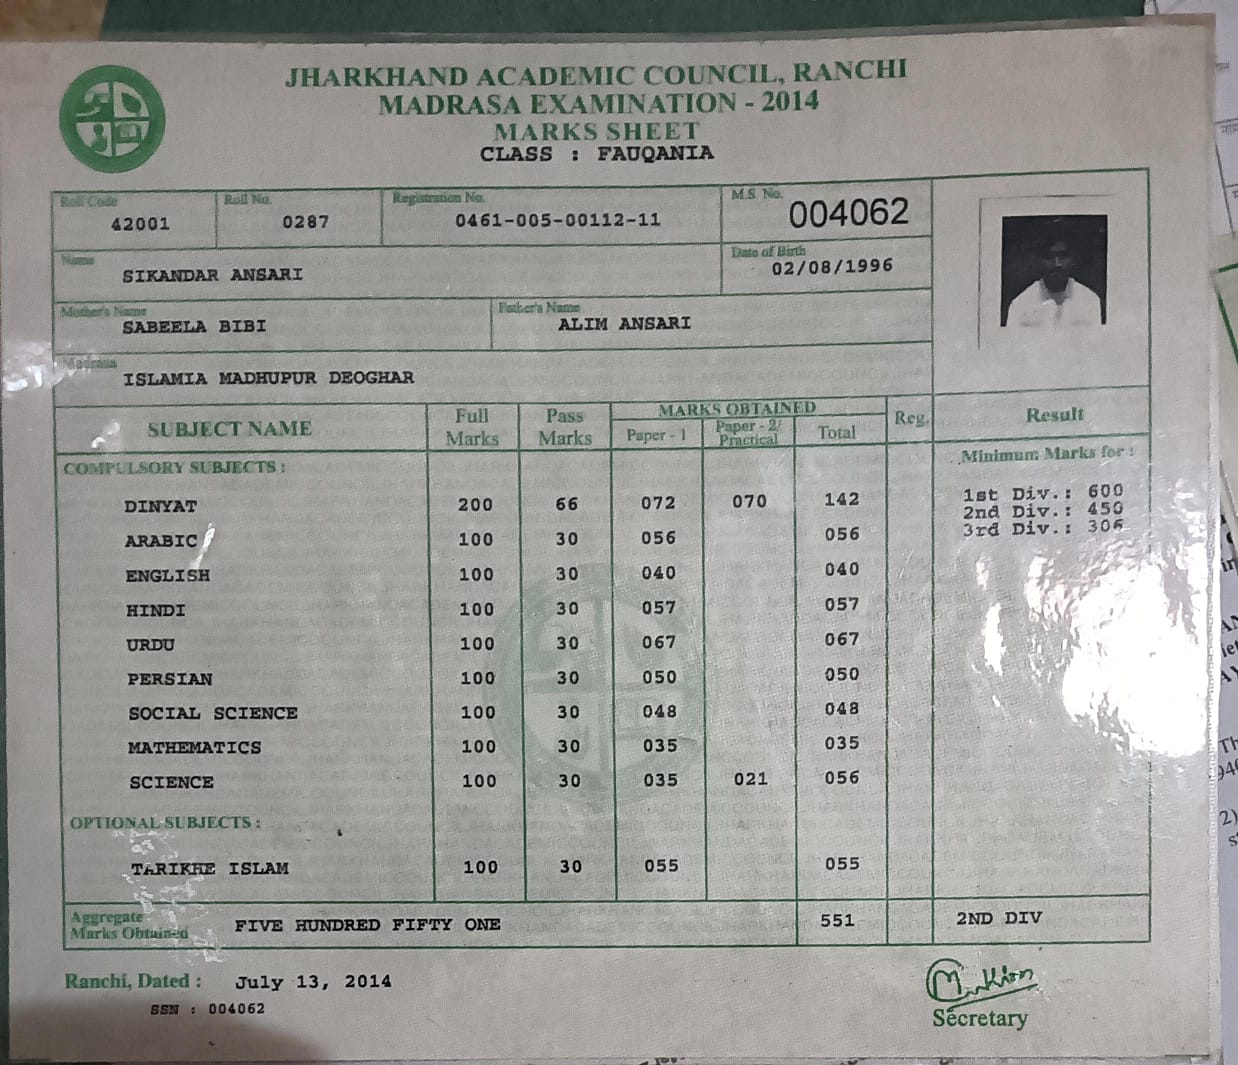 JHARKHAND ACADEMIC COUNCIL, RANCHI
MADRASA EXAMINATION - 2014
MARKS SHEET
CLASS : FAUQANIA
Roll Code Roll No. Registration No. M.S. No.
42001 0287 0461-005-00112-11 004062
Name Date of Birth
SIKANDAR ANSARI 02/08/1996
Mother's Name Father's Name
SABEELA BIBI ALIM ANSARI
Madrasa
ISLAMIA MADHUPUR DEOGHAR
SUBJECT NAME Full Marks Pass Marks MARKS OBTAINED Paper - 1 Paper - 2/ Practical Total Reg. Result
COMPULSORY SUBJECTS : Minimum Marks for :
DINYAT 200 66 072 070 142 1st Div.: 600
2nd Div.: 450
3rd Div.: 306
ARABIC 100 30 056 056
ENGLISH 100 30 040 040
HINDI 100 30 057 057
URDU 100 30 067 067
PERSIAN 100 30 050 050
SOCIAL SCIENCE 100 30 048 048
MATHEMATICS 100 30 035 035
SCIENCE 100 30 035 021 056
OPTIONAL SUBJECTS :
TARIKHE ISLAM 100 30 055 055
Aggregate
Marks Obtained FIVE HUNDRED FIFTY ONE 551 2ND DIV
Ranchi, Dated : July 13, 2014
SSN : 004062
Secretary